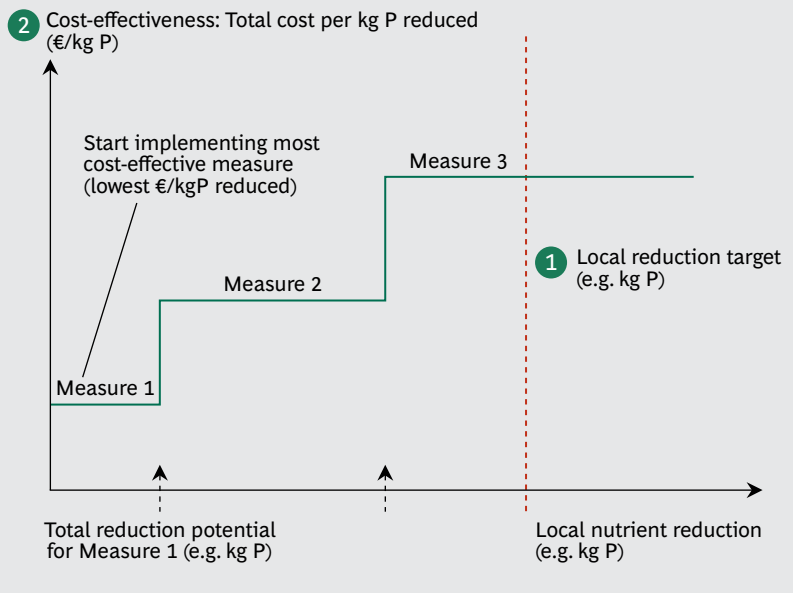 2 Cost-effectiveness: Total cost per kg P reduced
(€/kg P)
Start implementing most
cost-effective measure
(lowest €/kgP reduced)
Measure 3
Measure 2
Measure 1
1 Local reduction target
(e.g. kg P)
Total reduction potential
for Measure 1 (e.g. kg P)
Local nutrient reduction
(e.g. kg P)